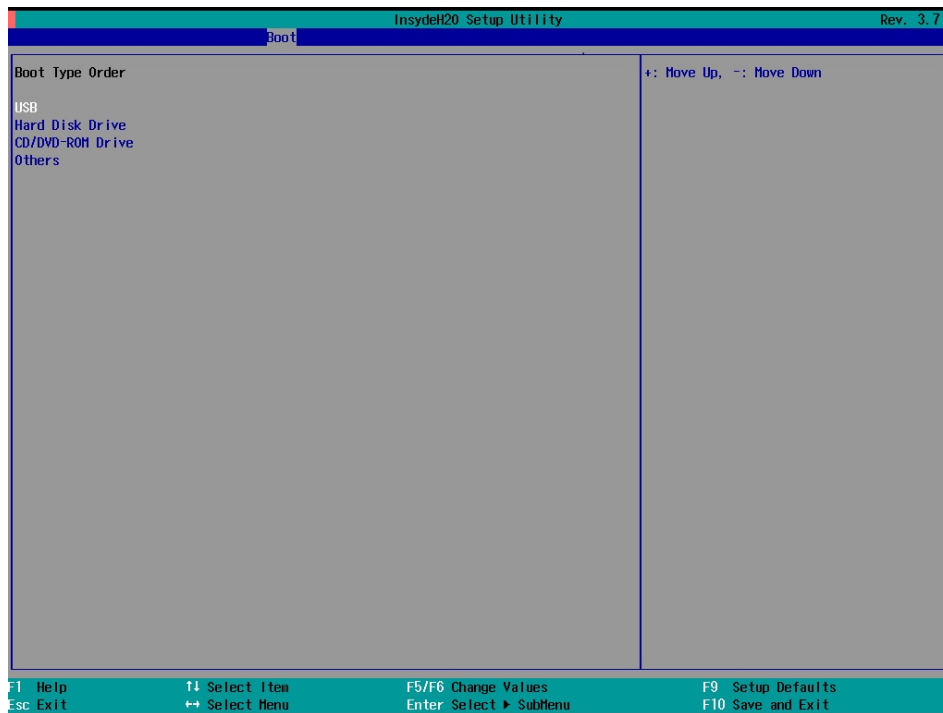 InsydeH20 Setup Utility Rev. 3.7
Boot
Boot Type Order
+: Move Up, -: Move Down
USB
Hard Disk Drive
CD/DVD-ROM Drive
Others
F1 Help ↑↓ Select Item F5/F6 Change Values F9 Setup Defaults
Esc Exit ←→ Select Menu Enter Select ▶ SubMenu F10 Save and Exit